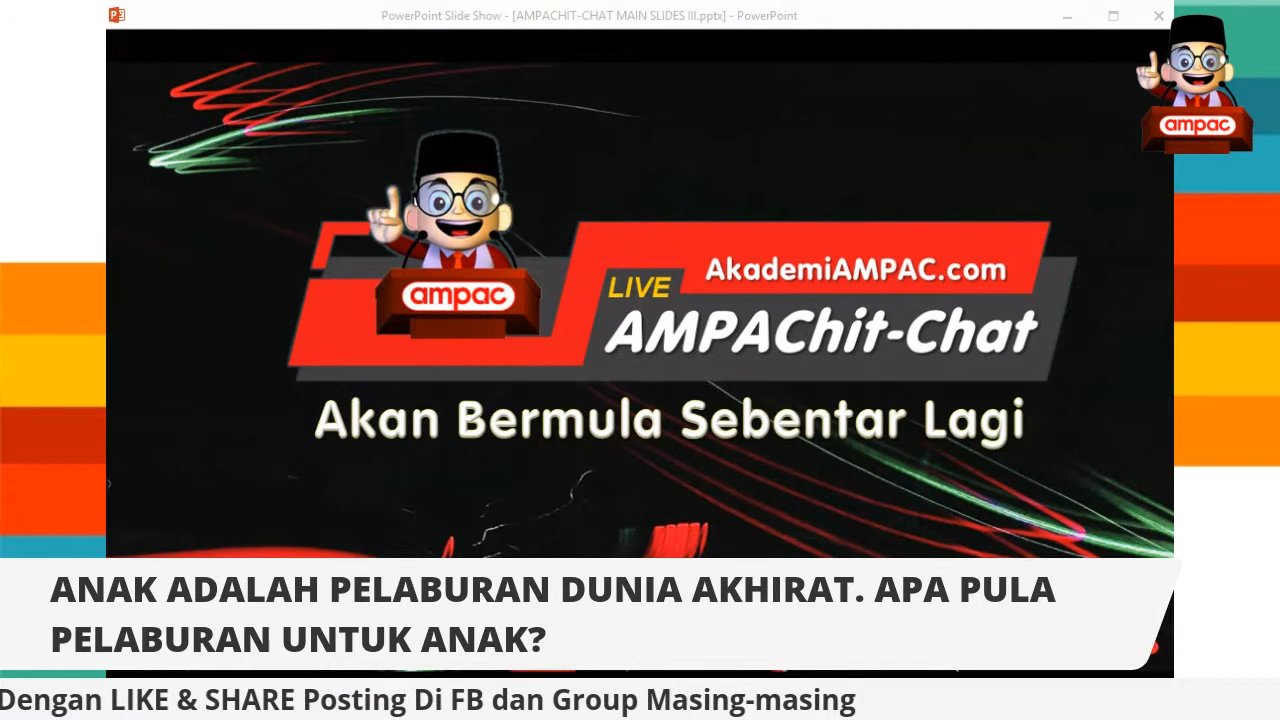 PowerPoint Slide Show - [AMPACHIT-CHAT MAIN SLIDES III.pptx] - PowerPoint
ampac
AkademiAMPAC.com
LIVE
ampac
AMPAChit-Chat
Akan Bermula Sebentar Lagi
ANAK ADALAH PELABURAN DUNIA AKHIRAT. APA PULA
PELABURAN UNTUK ANAK?
Dengan LIKE & SHARE Posting Di FB dan Group Masing-masing